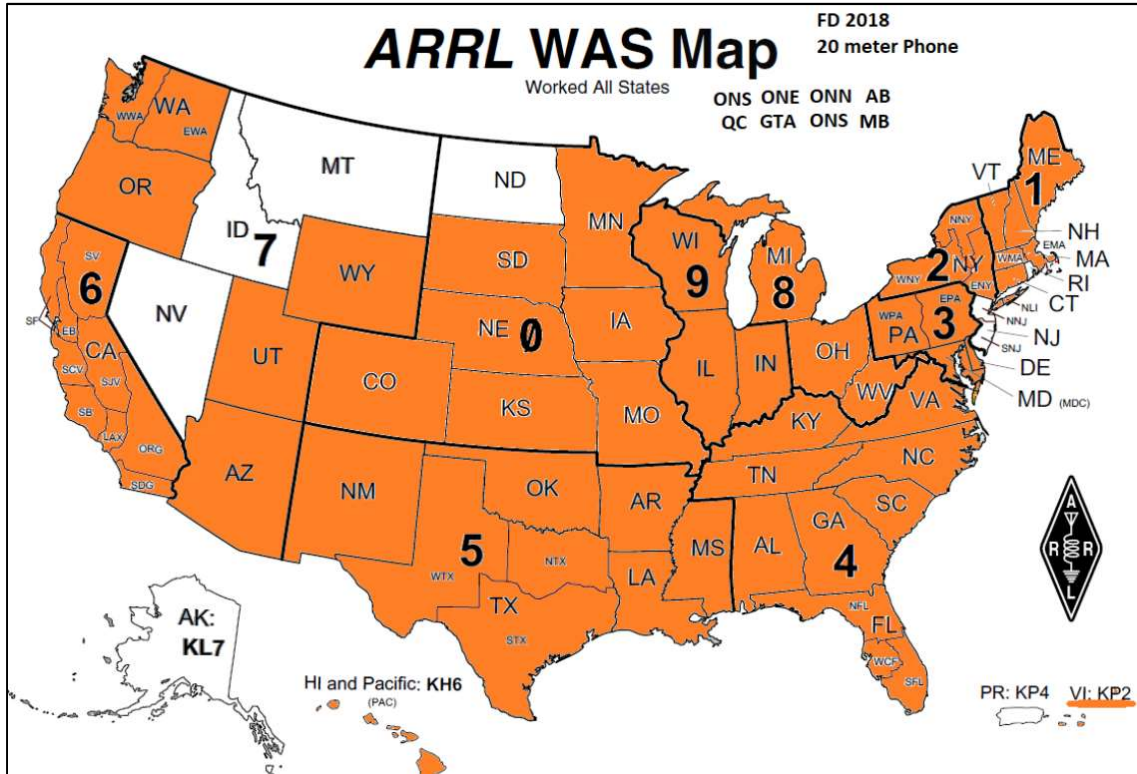 FD 2018
20 meter Phone
ARRL WAS Map
Worked All States
ONS ONE ONN AB
QC GTA ONS MB
WA
WWA
EWA
MT
ND
MN
ME
1
VT
OR
ID
7
WI
9
MI
8
NNY
NH
EMA
WMA
MA
2
NY
WNY
ENY
RI
CT
NLI
SV
6
WY
SD
NE
0
IA
EPA
3
WPA
PA
NNJ
NJ
SNJ
SF
EB
NV
CA
UT
CO
IL
IN
OH
DE
MD (MDC)
SCV
SJV
KS
MO
WV
VA
KY
SB
LAX
ORG
SDG
AZ
NM
OK
AR
TN
NC
SC
5
WTX
NTX
MS
AL
GA
4
LA
TX
STX
NFL
FL
WCF
SFL
A
R R
L
AK:
KL7
HI and Pacific: KH6
(PAC)
PR: KP4 VI: KP2